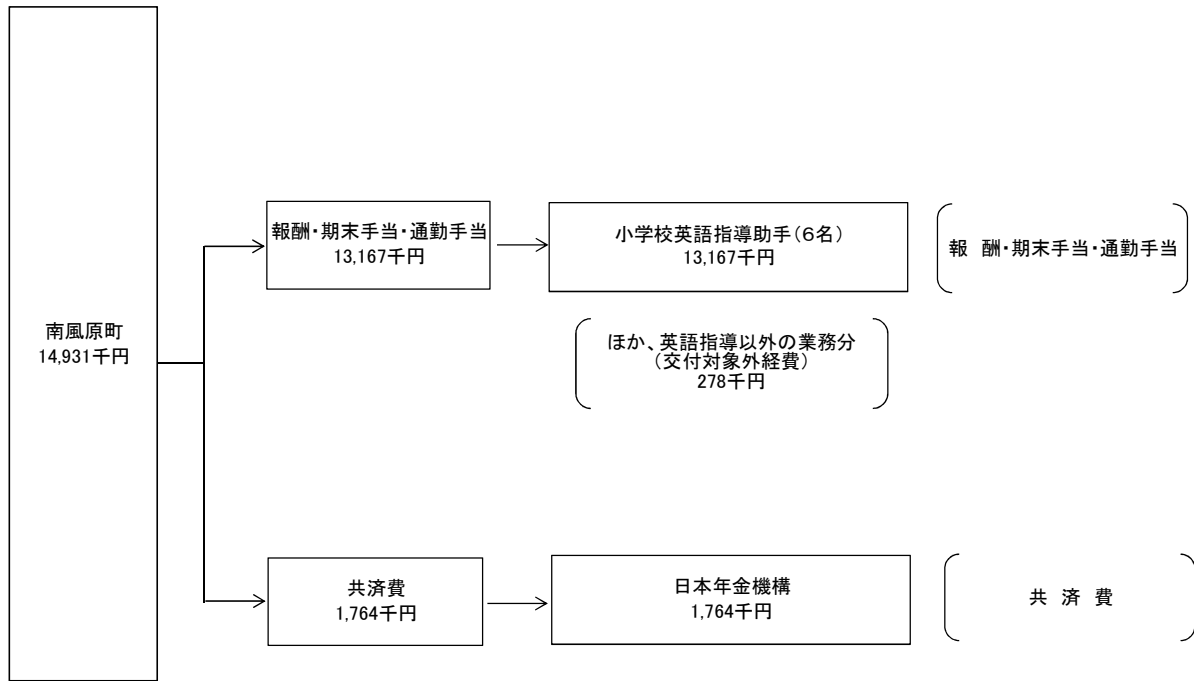 南風原町
14,931千円
報酬・期末手当・通勤手当
13,167千円
小学校英語指導助手(6名)
13,167千円
報 酬・期末手当・通勤手当
ほか、英語指導以外の業務分
(交付対象外経費)
278千円
共済費
1,764千円
日本年金機構
1,764千円
共 済 費